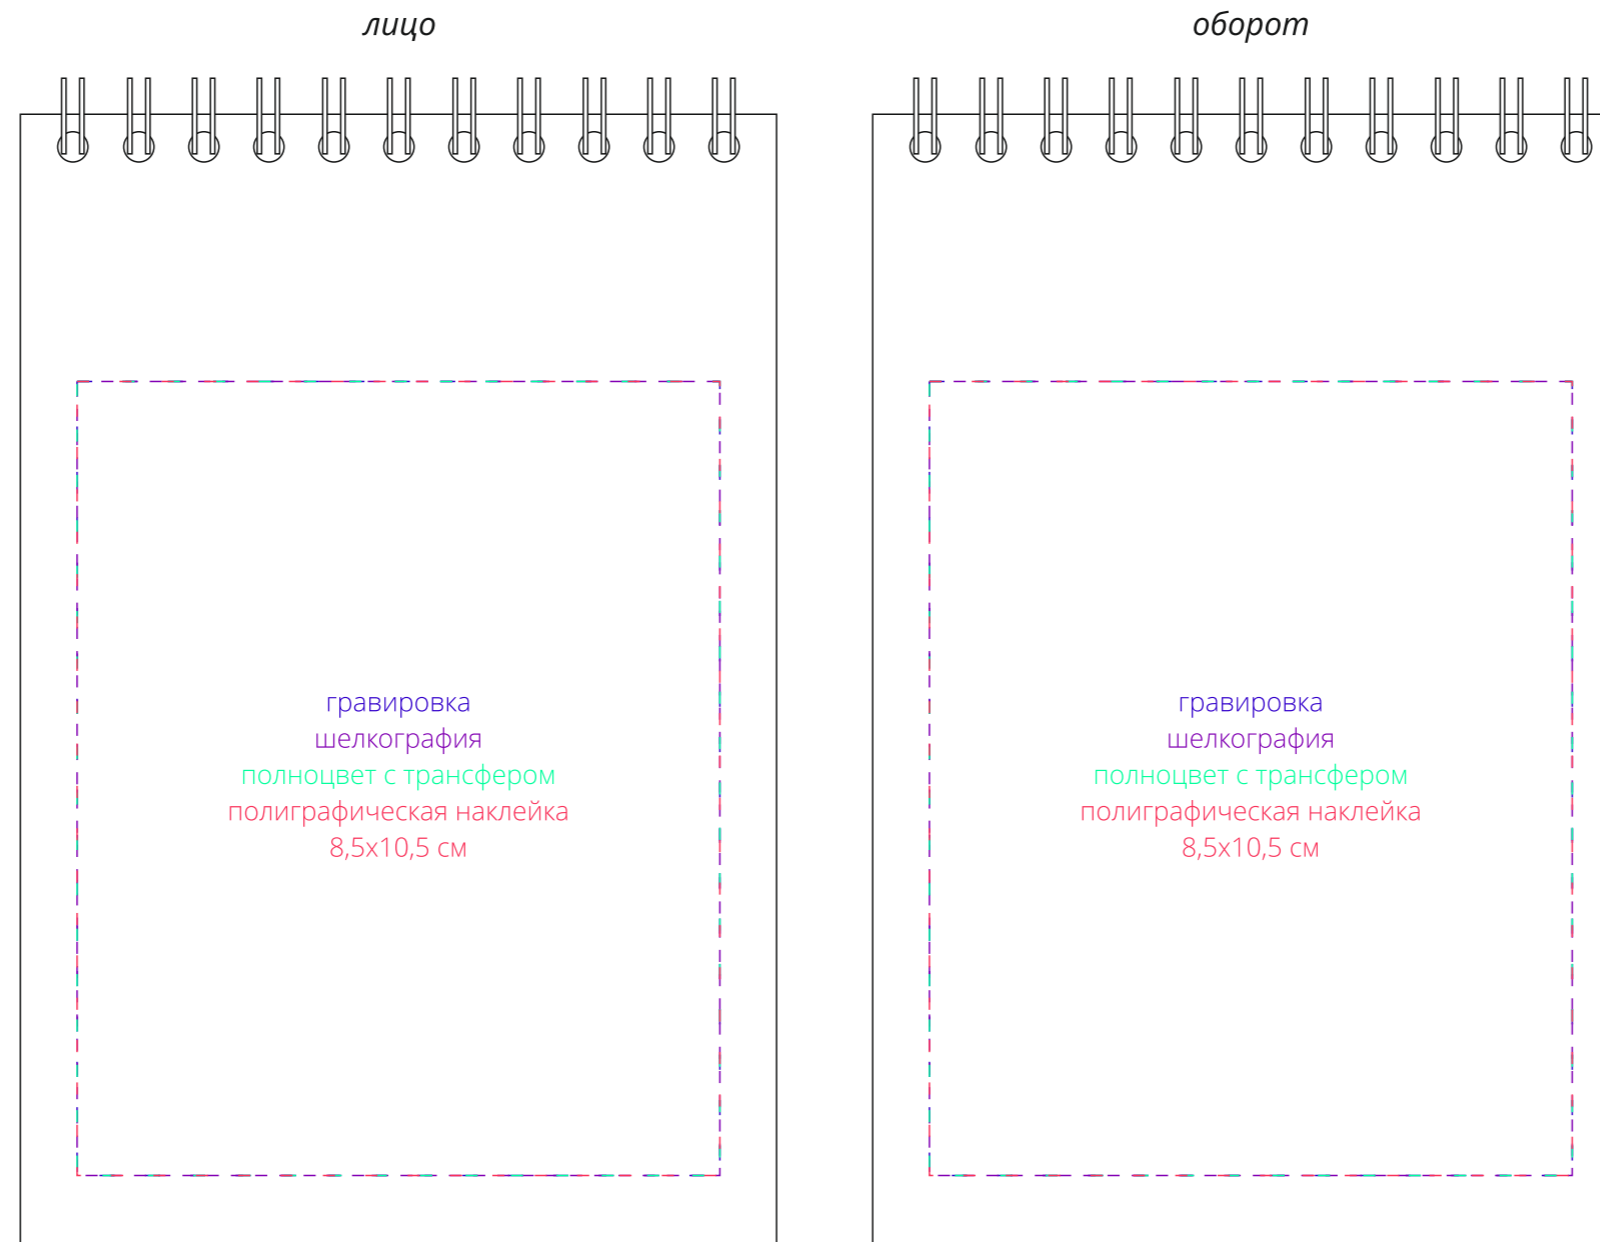 лицо
оборот
гравировка
шелкография
полноцвет с трансфером
полиграфическая наклейка
8,5х10,5 см
гравировка
шелкография
полноцвет с трансфером
полиграфическая наклейка
8,5х10,5 см